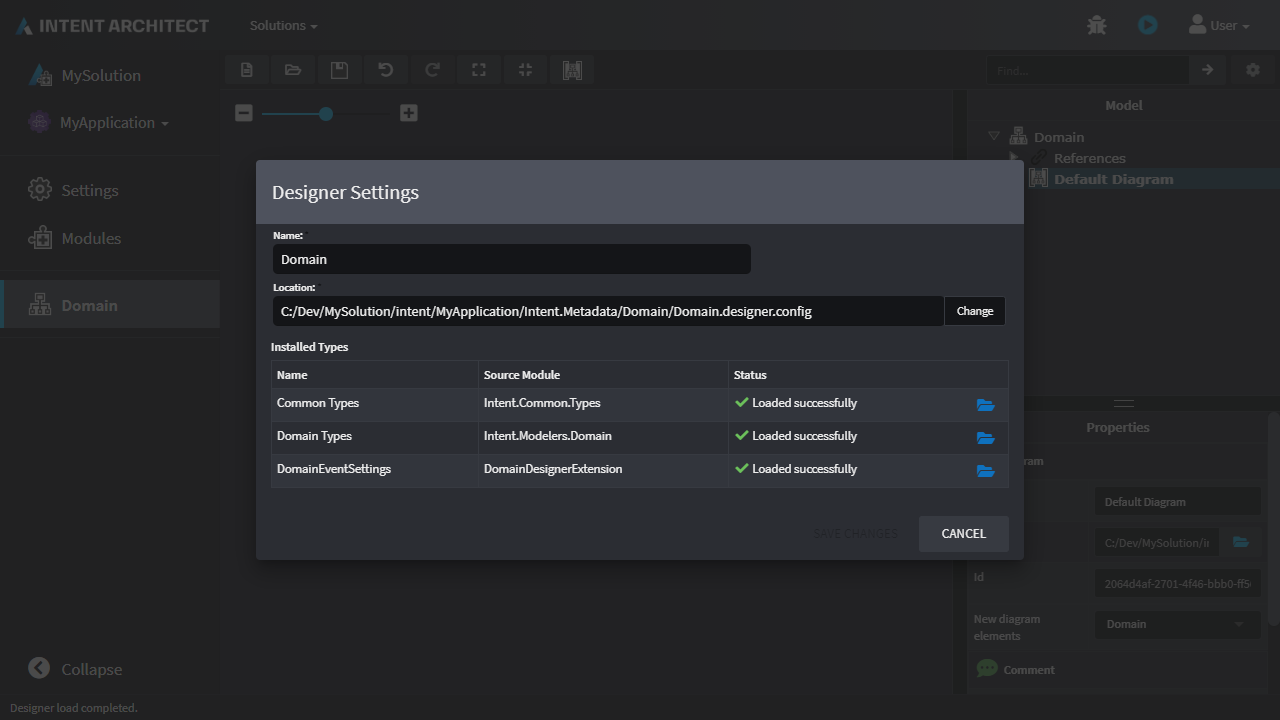 INTENT ARCHITECT
Solutions
User
MySolution
MyApplication
Settings
Modules
Domain
Collapse
Designer load completed.
Find...
Model
Domain
References
Default Diagram
Designer Settings
Name:
Domain
Location:
C:/Dev/MySolution/intent/MyApplication/Intent.Metadata/Domain/Domain.designer.config
Change
Installed Types
Name Source Module Status
Common Types Intent.Common.Types Loaded successfully
Domain Types Intent.Modelers.Domain Loaded successfully
DomainEventSettings DomainDesignerExtension Loaded successfully
SAVE CHANGES
CANCEL
Properties
ram
Default Diagram
C:/Dev/MySolution/i
Id
2064d4af-2701-4f46-bbb0-ff5
New diagram
elements
Domain
Comment